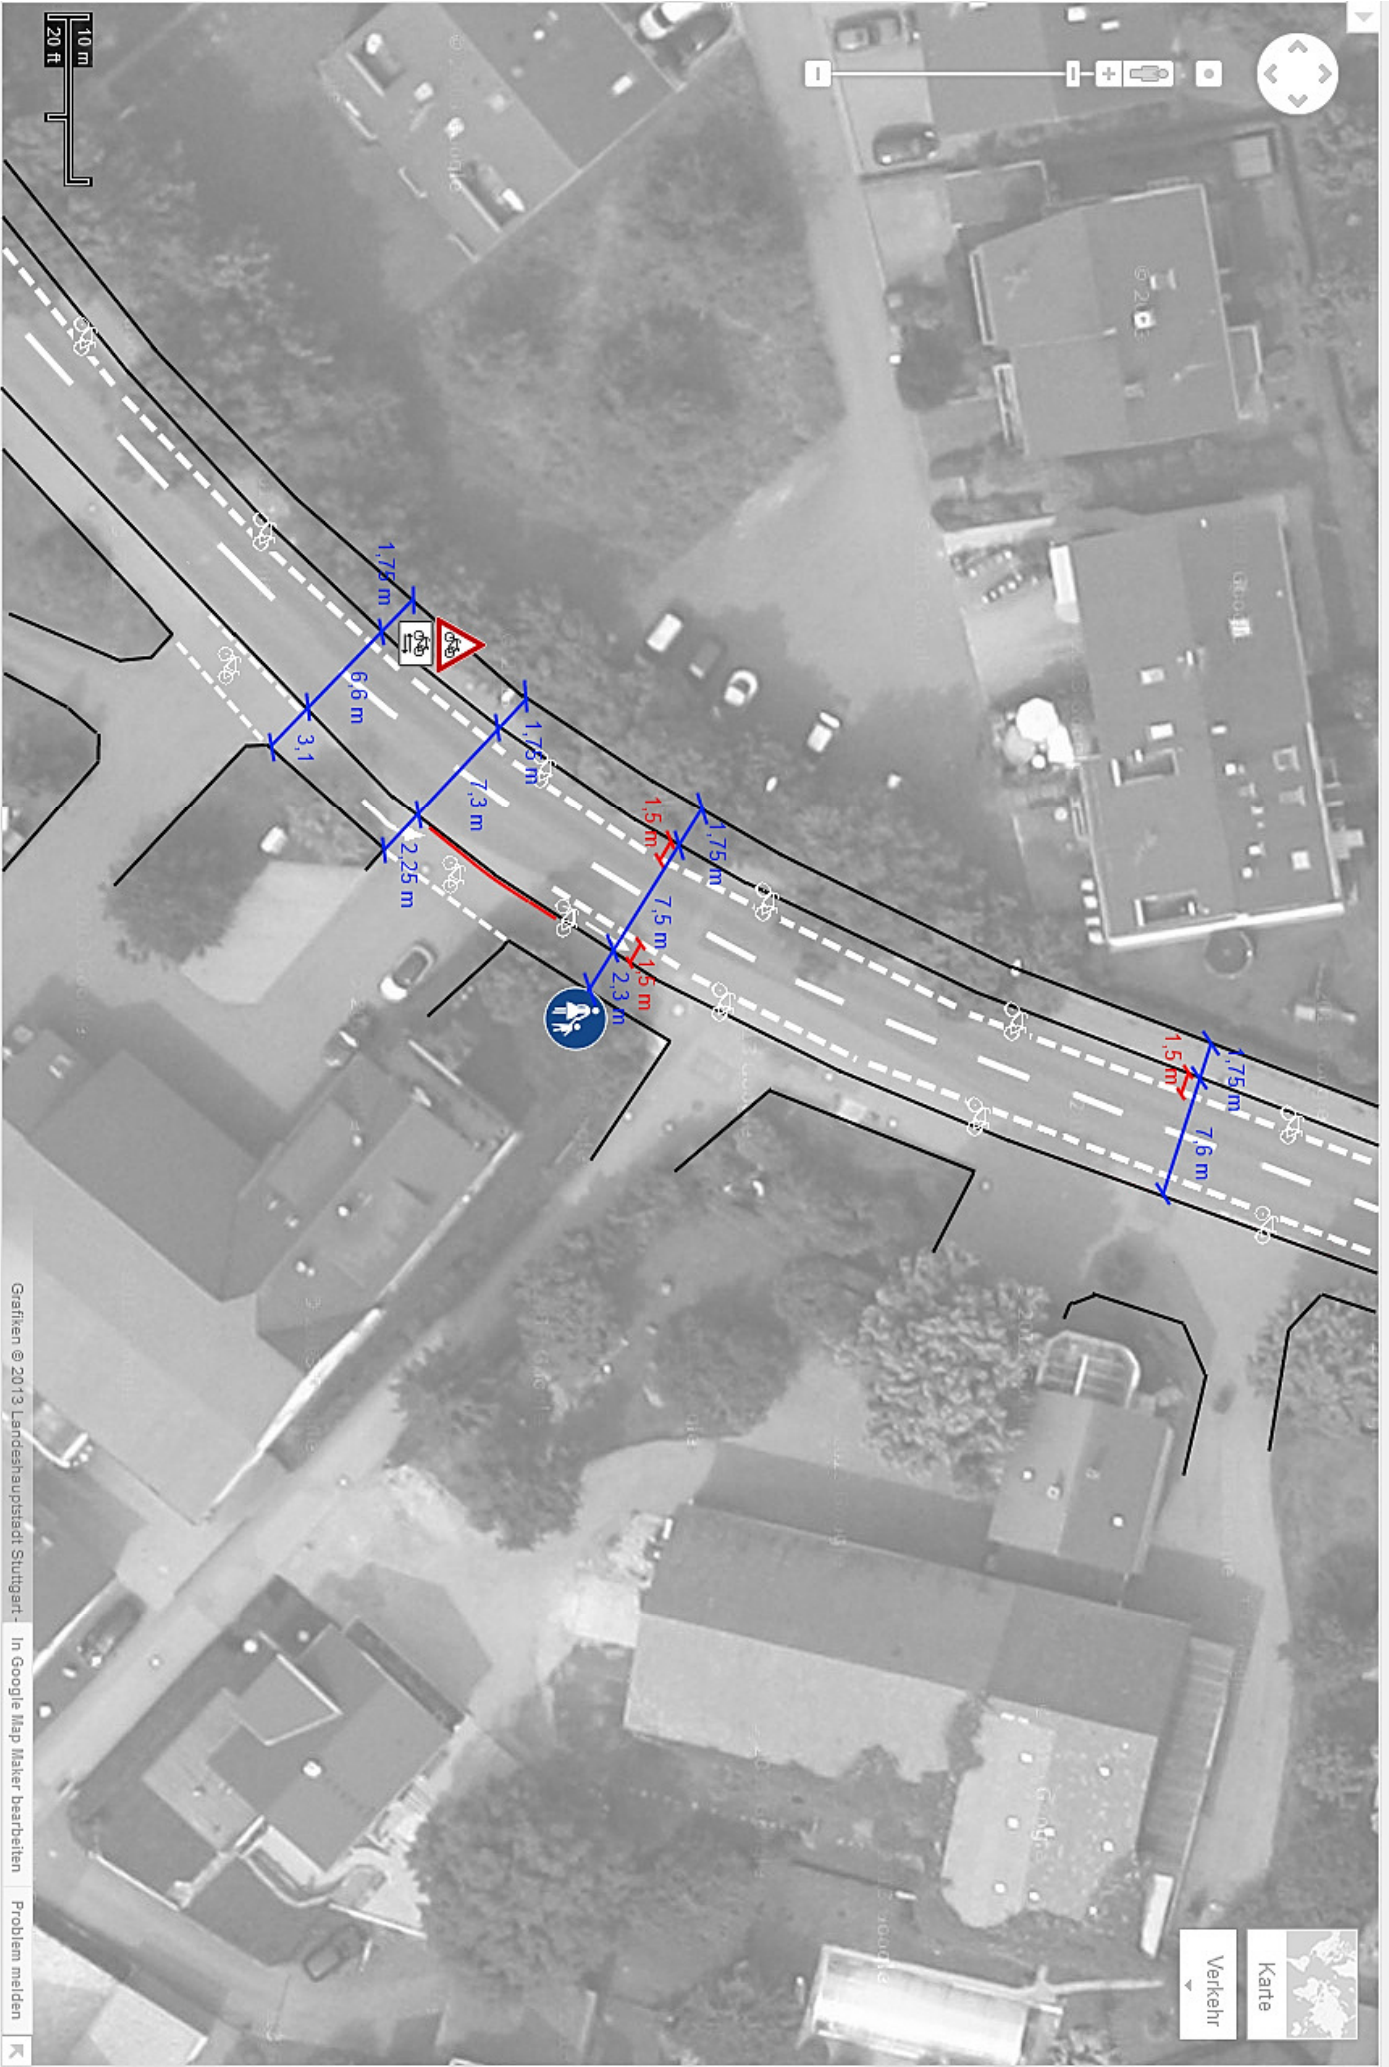 10 m
20 ft
1,75 m
6,6 m
3,1
1,75 m
7,3 m
2,25 m
1,5 m
1,75 m
7,5 m
1,5 m
2,3 m
1,5 m
1,75 m
7,6 m
Karte
Verkehr
Grafiken © 2013 Landeshauptstadt Stuttgart - In Google Map Maker bearbeiten Problem melden